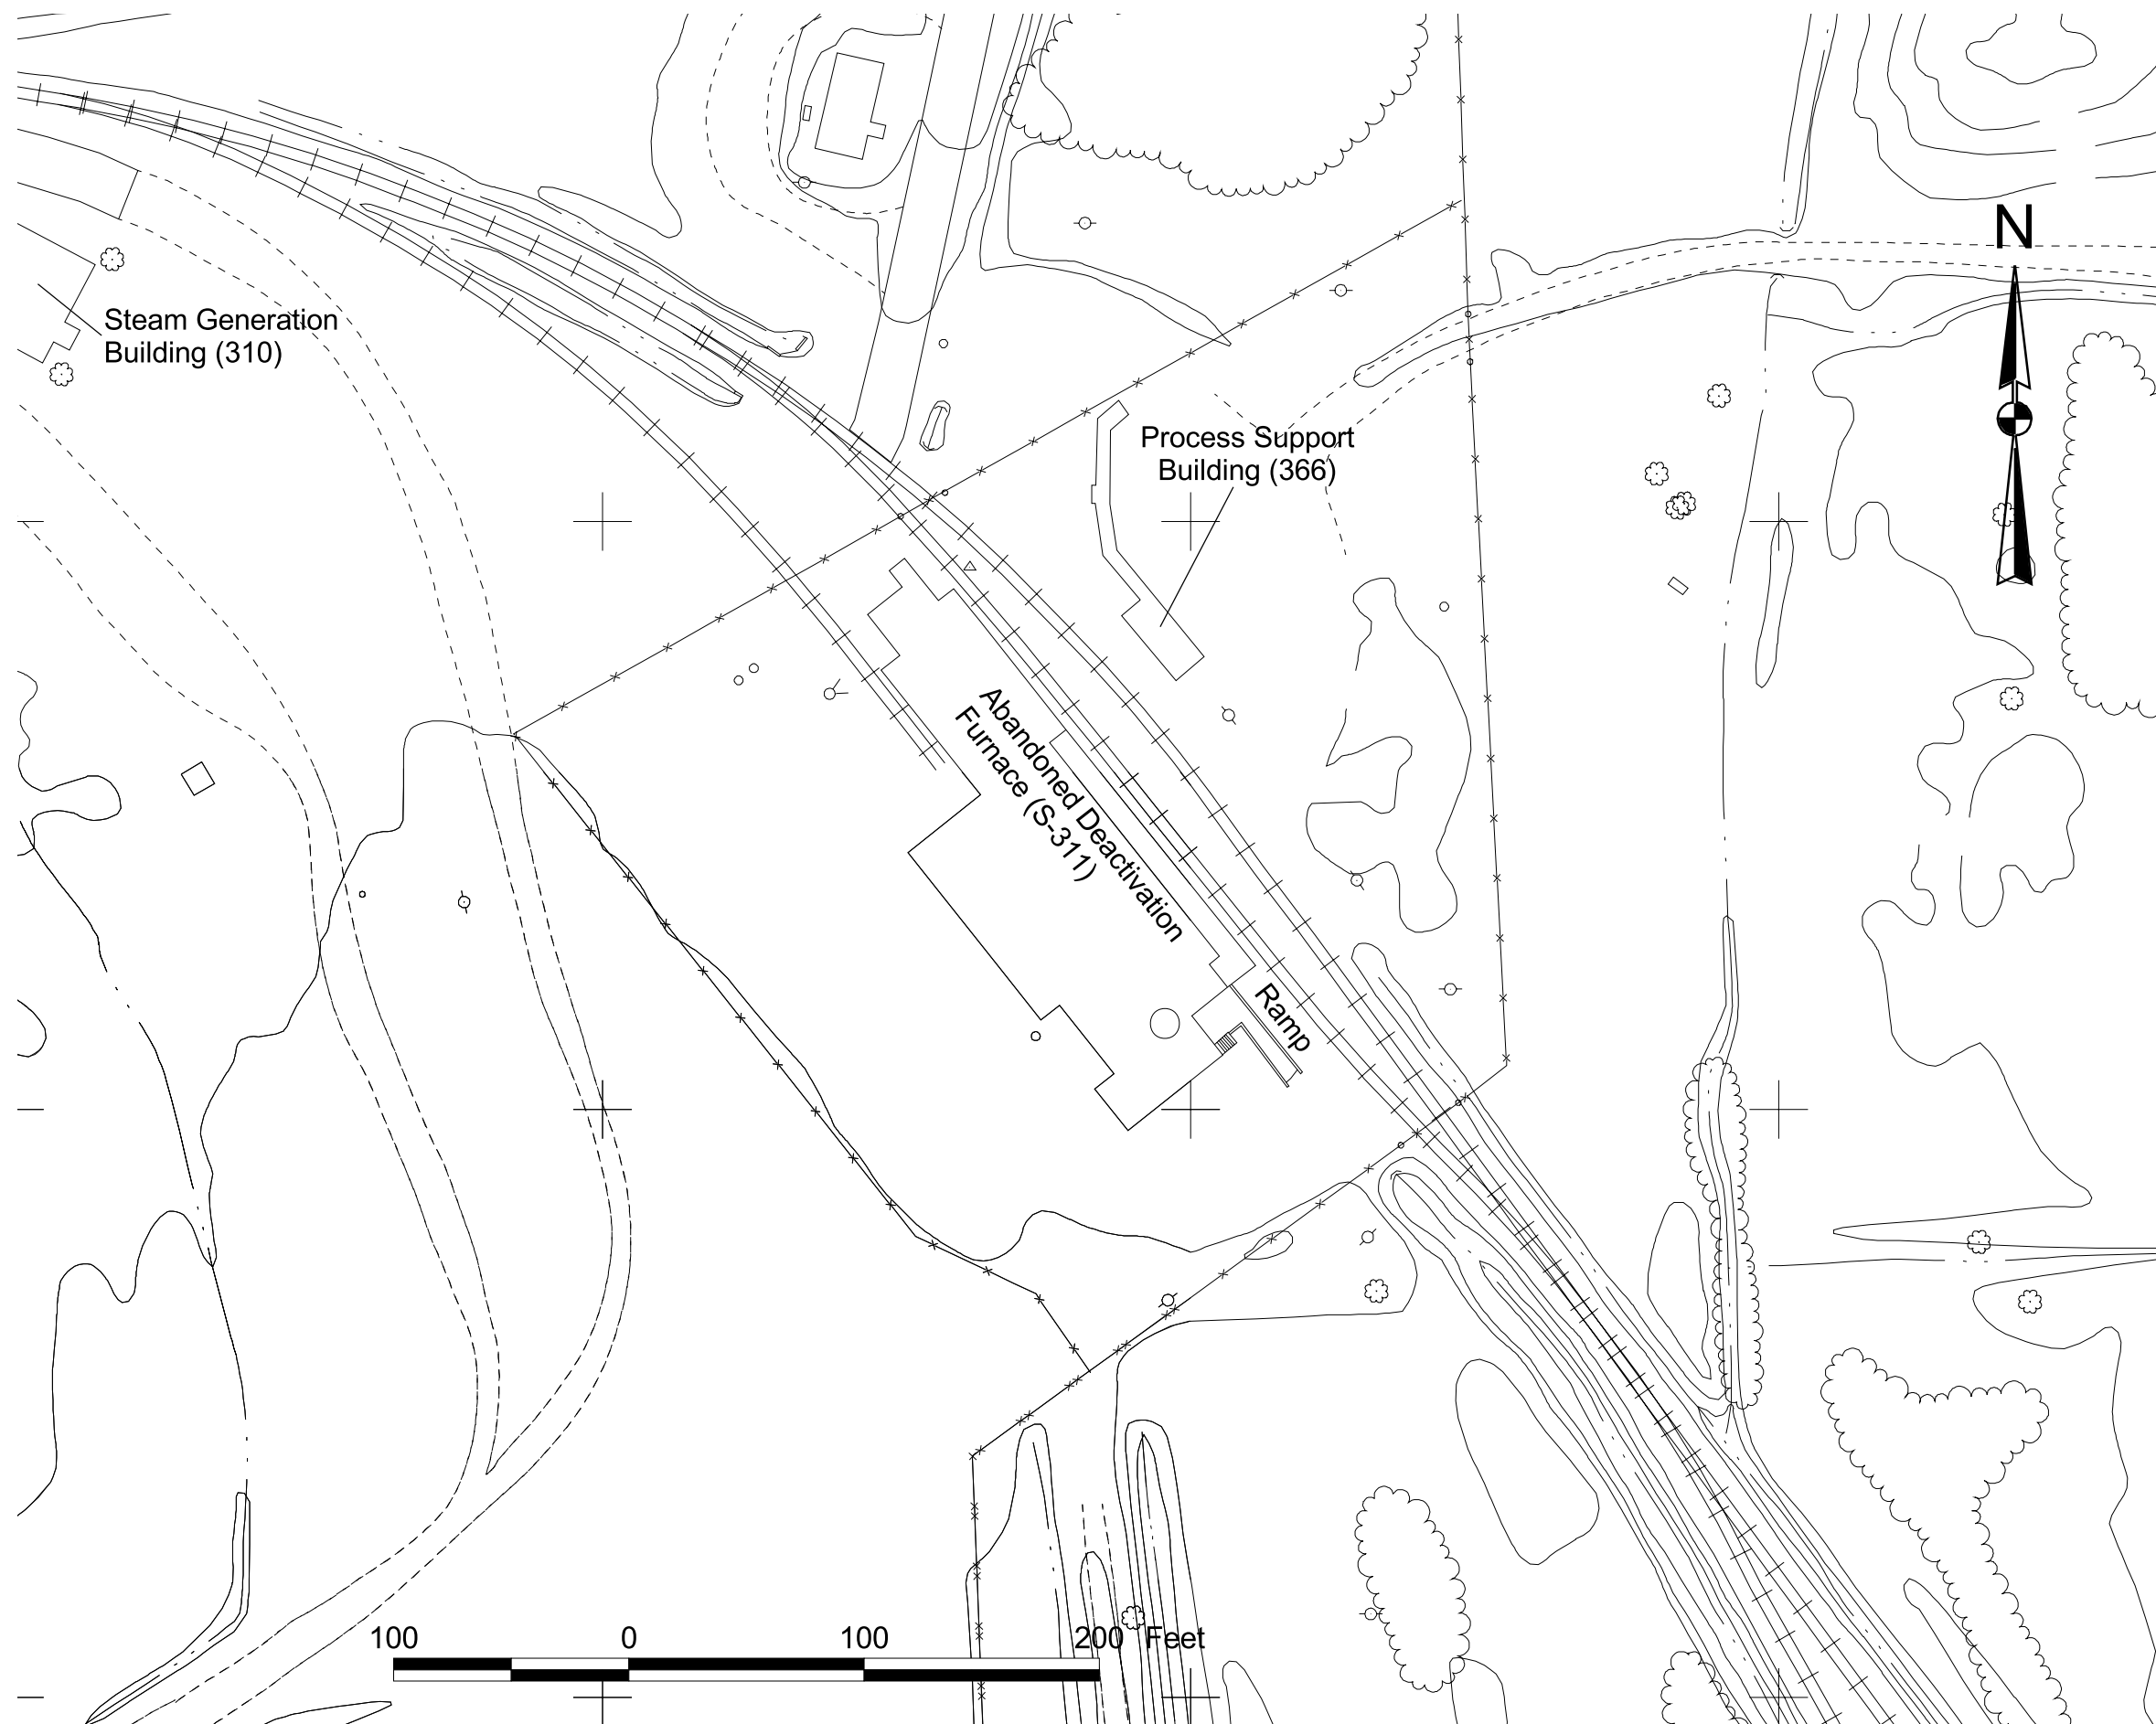 N
Steam Generation
Building (310)
Process Support
Building (366)
Abandoned Deactivation
Furnace (S-311)
Ramp
100 0 100 200 Feet